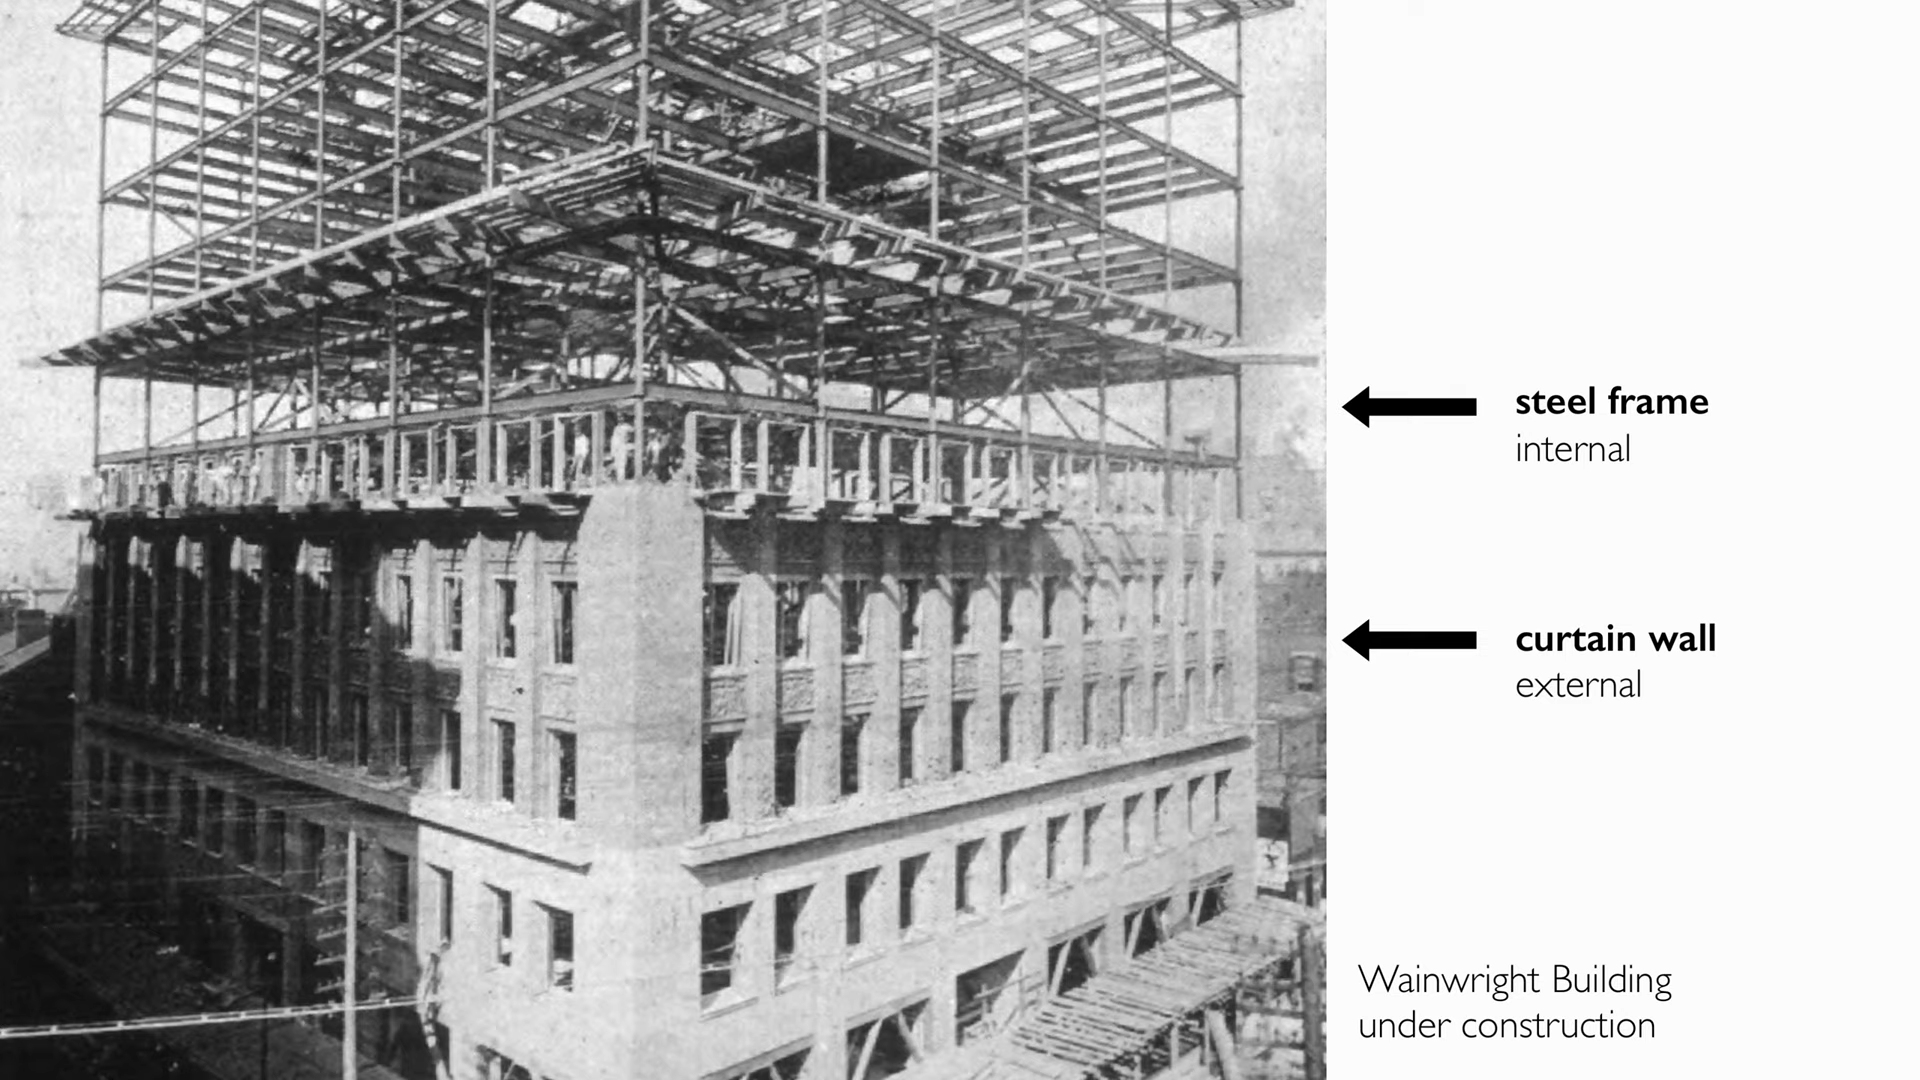 steel frame
internal
curtain wall
external
Wainwright Building
under construction